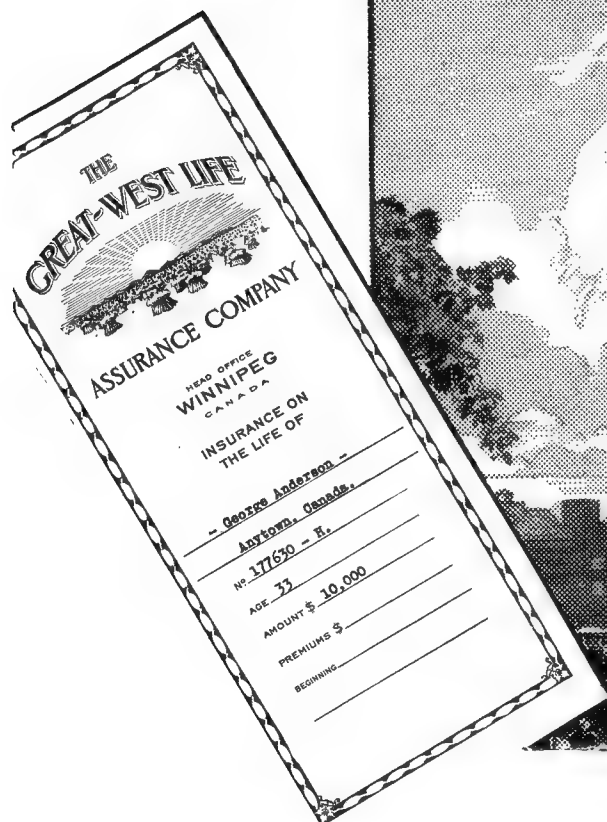 THE
GREAT-WEST LIFE
ASSURANCE COMPANY
HEAD OFFICE
WINNIPEG
CANADA
INSURANCE ON
THE LIFE OF
- George Anderson -
Anytown, Canada.
No 177630 - H.
AGE 33
AMOUNT $ 10,000
PREMIUMS $
BEGINNING